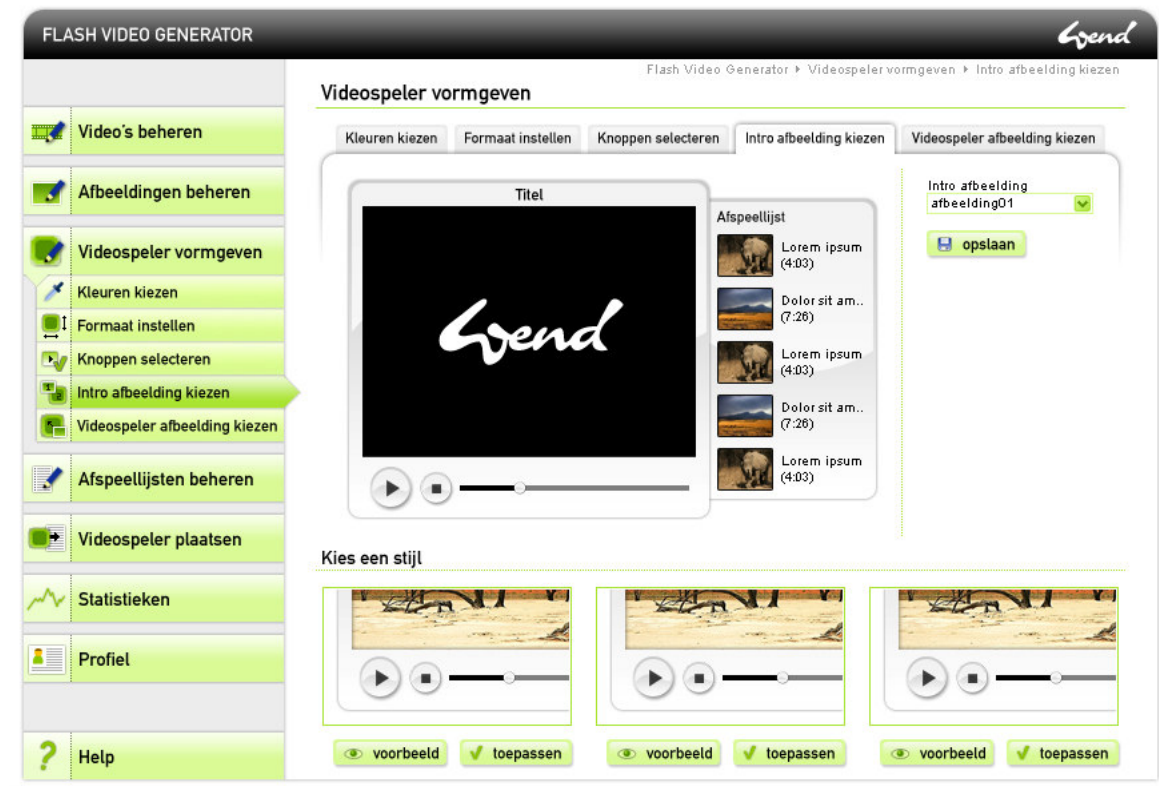 FLASH VIDEO GENERATOR
Wend
Flash Video Generator ▸ Videospeler vormgeven ▸ Intro afbeelding kiezen
Videospeler vormgeven
Video's beheren
Afbeeldingen beheren
Videospeler vormgeven
Kleuren kiezen
Formaat instellen
Knoppen selecteren
Intro afbeelding kiezen
Videospeler afbeelding kiezen
Afspeellijsten beheren
Videospeler plaatsen
Statistieken
Profiel
Help
Kleuren kiezen
Formaat instellen
Knoppen selecteren
Intro afbeelding kiezen
Videospeler afbeelding kiezen
Titel
Wend
Afspeellijst
Lorem ipsum
(4:03)
Dolor sit am..
(7:26)
Lorem ipsum
(4:03)
Dolor sit am..
(7:26)
Lorem ipsum
(4:03)
Intro afbeelding
afbeelding01
opslaan
Kies een stijl
voorbeeld
toepassen
voorbeeld
toepassen
voorbeeld
toepassen